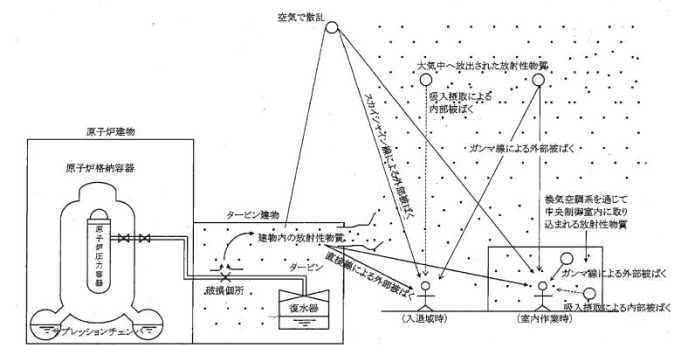 空気で散乱
大気中へ放出された放射性物質
吸入摂取による
内部被ばく
スカイシャイン線による外部被ばく
ガンマ線による外部被ばく
原子炉建物
原子炉格納容器
原子炉圧力容器
サプレッションチェンバ
タービン建物
建物内の放射性物質
タービン
破損個所
復水器
直接線による外部被ばく
換気空調系を通じて
中央制御室内に取り
込まれる放射性物質
ガンマ線による外部被ばく
吸入摂取による内部被ばく
(入退域時)
(室内作業時)